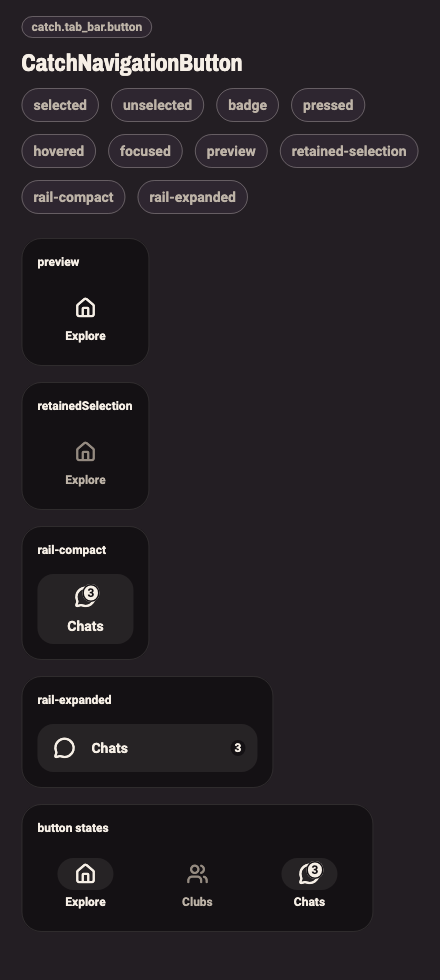 catch.tab_bar.button
CatchNavigationButton
selected unselected badge pressed
hovered focused preview retained-selection
rail-compact rail-expanded
preview
Explore
retainedSelection
Explore
rail-compact
3
Chats
rail-expanded
Chats 3
button states
3
Explore Clubs Chats